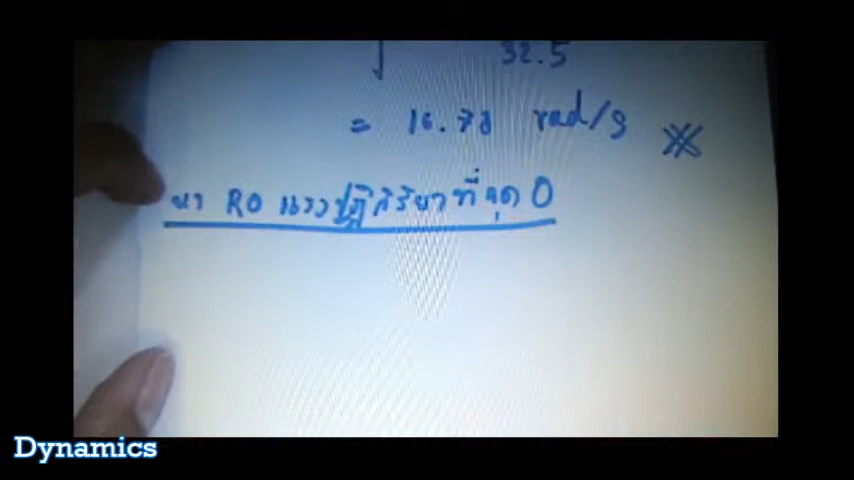 32.5
= 16.78 rad/s
หา RO แรงปฏิกิริยาที่จุด O
Dynamics